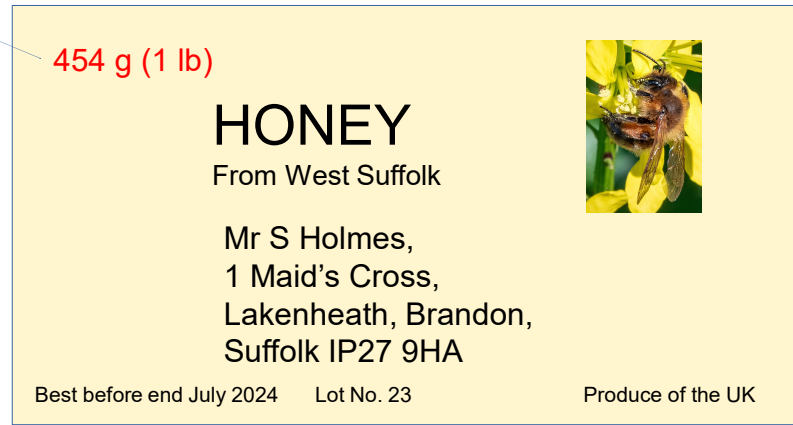 454 g (1 lb)
HONEY
From West Suffolk
Mr S Holmes,
1 Maid’s Cross,
Lakenheath, Brandon,
Suffolk IP27 9HA
Best before end July 2024 Lot No. 23 Produce of the UK